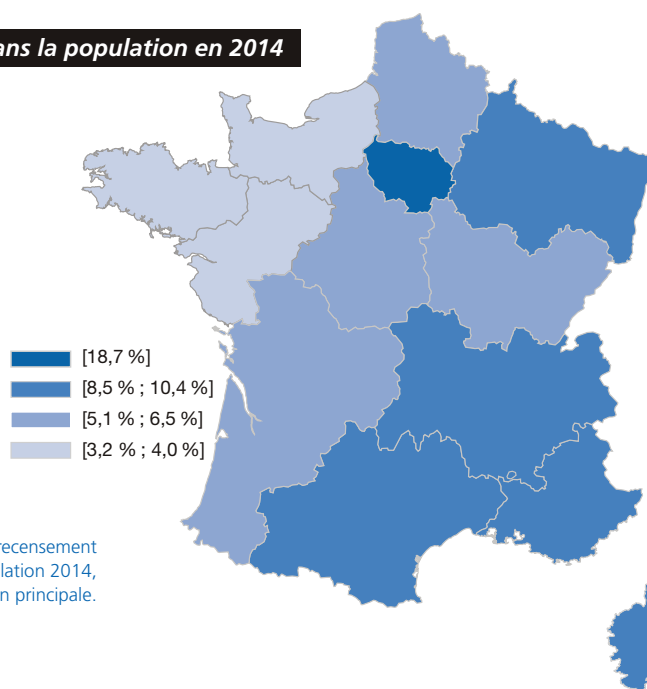 ans la population en 2014
[18,7 %]
[8,5 % ; 10,4 %]
[5,1 % ; 6,5 %]
[3,2 % ; 4,0 %]
recensement
lation 2014,
n principale.